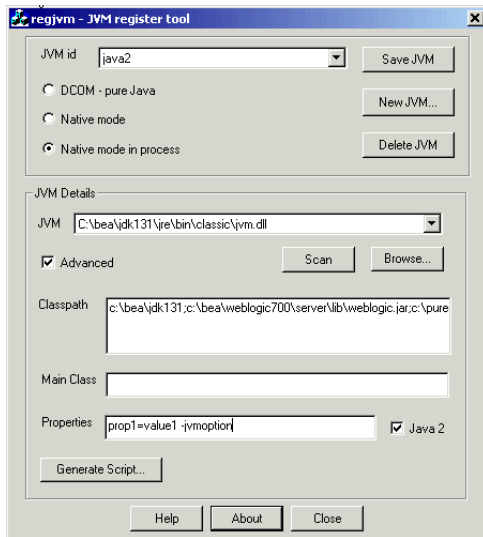 regjvm - JVM register tool
JVM id java2 Save JVM
DCOM - pure Java
New JVM...
Native mode
Native mode in process Delete JVM
JVM Details
JVM C:\bea\jdk131\jre\bin\classic\jvm.dll
Advanced Scan Browse...
Classpath c:\bea\jdk131;c:\bea\weblogic700\server\lib\weblogic.jar;c:\pure
Main Class
Properties prop1=value1 -jvmoption Java 2
Generate Script...
Help About Close